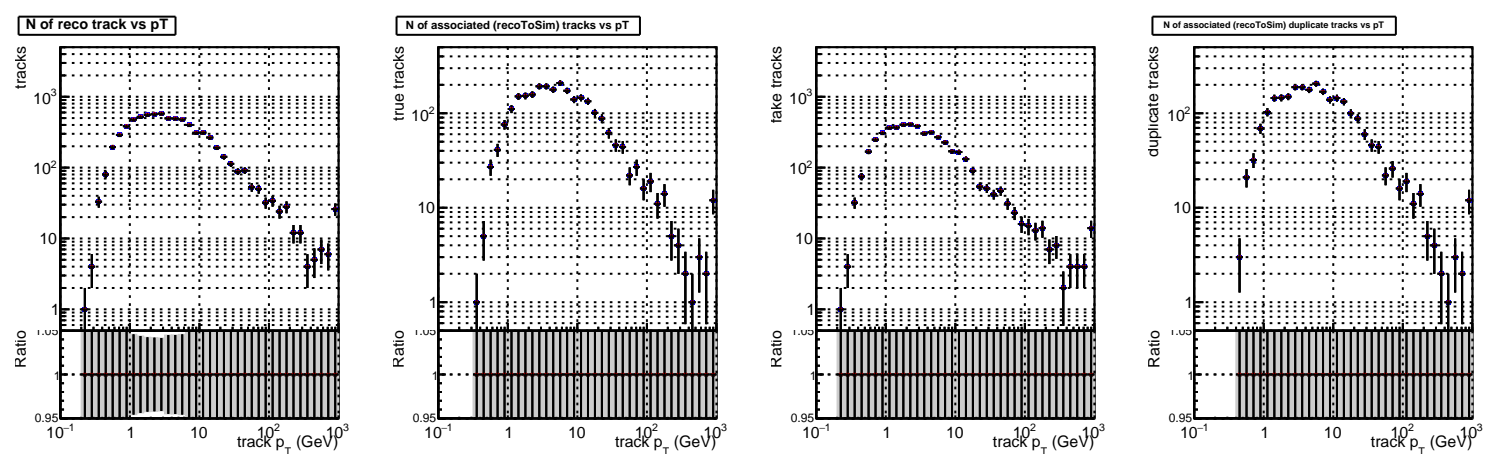 N of reco track vs pT
tracks
10³
10²
10
1
1.05
Ratio
1
0.95
10⁻¹ 1 10 10² 10³
track p_T (GeV)
N of associated (recoToSim) tracks vs pT
true tracks
10²
10
1
1.05
Ratio
1
0.95
10⁻¹ 1 10 10² 10³
track p_T (GeV)
fake tracks
10³
10²
10
1
1.05
Ratio
1
0.95
10⁻¹ 1 10 10² 10³
track p_T (GeV)
N of associated (recoToSim) duplicate tracks vs pT
duplicate tracks
10²
10
1
1.05
Ratio
1
0.95
10⁻¹ 1 10 10² 10³
track p_T (GeV)